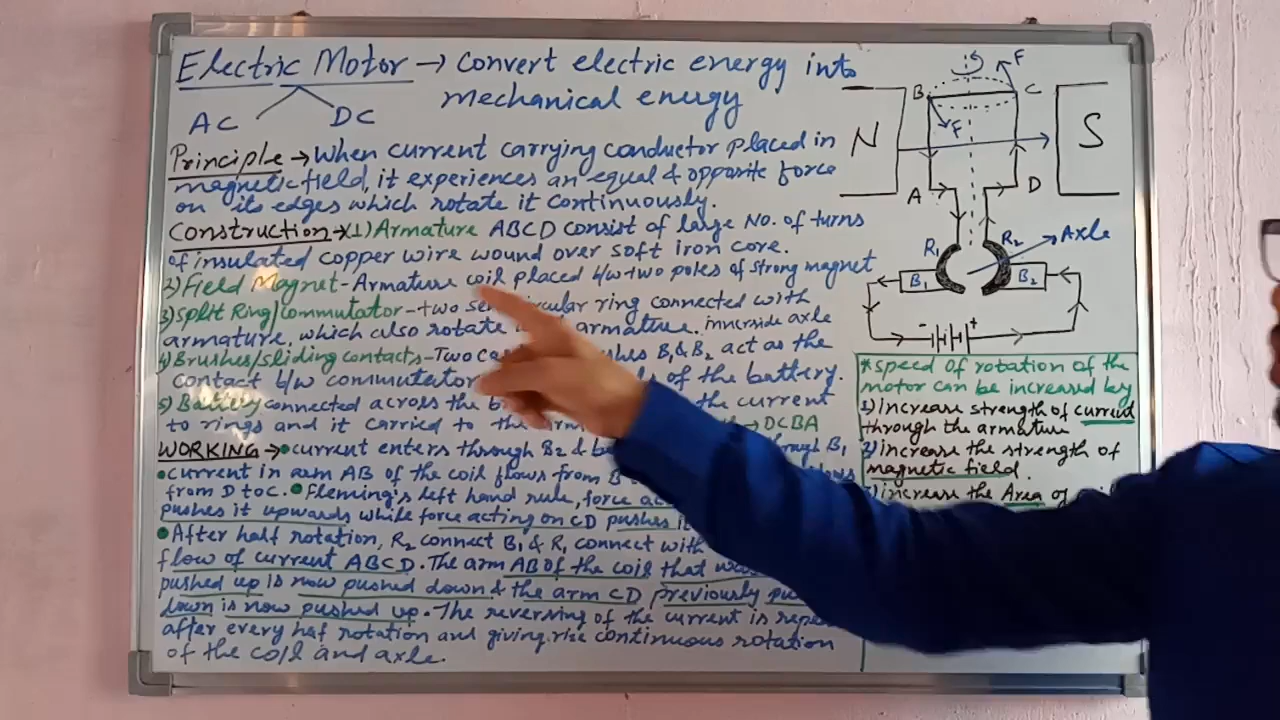 Electric Motor → Convert electric energy into
mechanical enugy
AC DC
Principle → When current carrying conductor placed in
magnetic field, it experiences an equal & opposite force
on its edges which rotate it continuously.
Construction → 1) Armature ABCD consist of large No. of turns
of insulated copper wire wound over soft iron core.
2) Field Magnet - Armature coil placed b/w two poles of strong magnet
3) Split Ring/commutator - two circular ring connected with
armature, which also rotate armature. innerside axle
4) Brushes/sliding contacts - Two B1 & B2 act as the
contact b/w commutator of the battery.
5) Battery connected across the the current
to rings and it carried to the → DCBA
WORKING → • current enters through B2 & through B1
• current in arm AB of the coil flows from B
from D to C. • Fleming's left hand rule, force
pushes it upwards while force acting on CD pushes it
• After half rotation, R2 connect B1 & R1 connect with
flow of current ABCD. The arm AB of the coil that
pushed up is now pushed down & the arm CD previously
down is now pushed up. The reversing of the current is
after every half rotation and giving rise continuous rotation
of the coil and axle.
F
B C
F
N S
A D
R1 R2 Axle
B1 B2
- +
* speed of rotation of the
motor can be increased by
1) increase strength of current
through the armature
2) increase the strength of
magnetic field.
increase the Area of